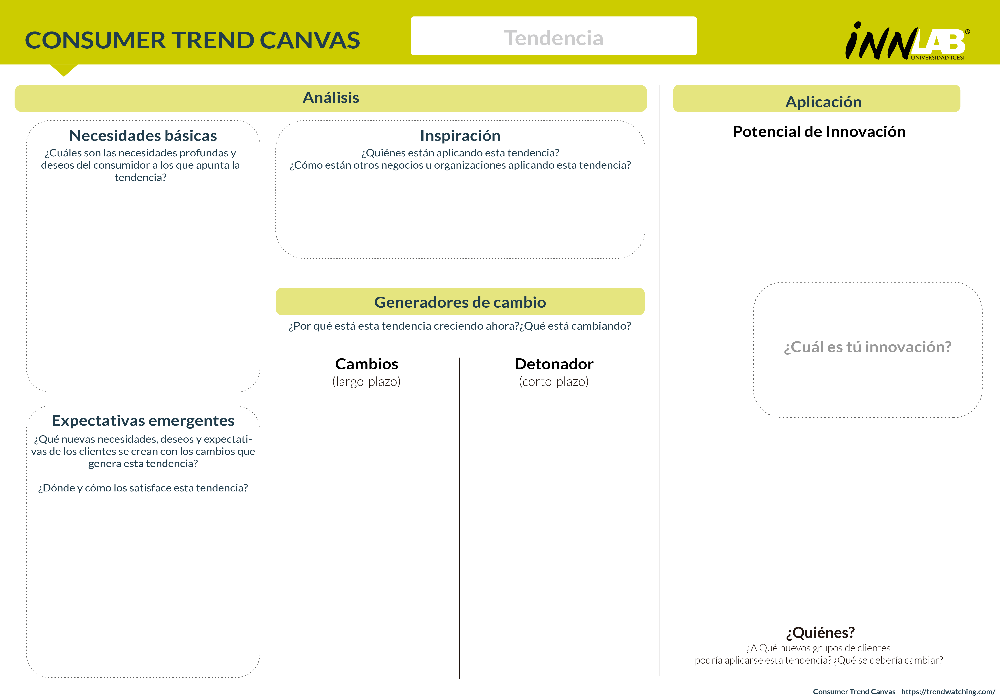 CONSUMER TREND CANVAS
Tendencia
iNNLAB®
UNIVERSIDAD ICESI
Análisis
Necesidades básicas
¿Cuáles son las necesidades profundas y
deseos del consumidor a los que apunta la
tendencia?
Inspiración
¿Quiénes están aplicando esta tendencia?
¿Cómo están otros negocios u organizaciones aplicando esta tendencia?
Generadores de cambio
¿Por qué está esta tendencia creciendo ahora?¿Qué está cambiando?
Cambios
(largo-plazo)
Detonador
(corto-plazo)
Expectativas emergentes
¿Qué nuevas necesidades, deseos y expectati-
vas de los clientes se crean con los cambios que
genera esta tendencia?
¿Dónde y cómo los satisface esta tendencia?
Aplicación
Potencial de Innovación
¿Cuál es tú innovación?
¿Quiénes?
¿A Qué nuevos grupos de clientes
podría aplicarse esta tendencia? ¿Qué se debería cambiar?
Consumer Trend Canvas - https://trendwatching.com/